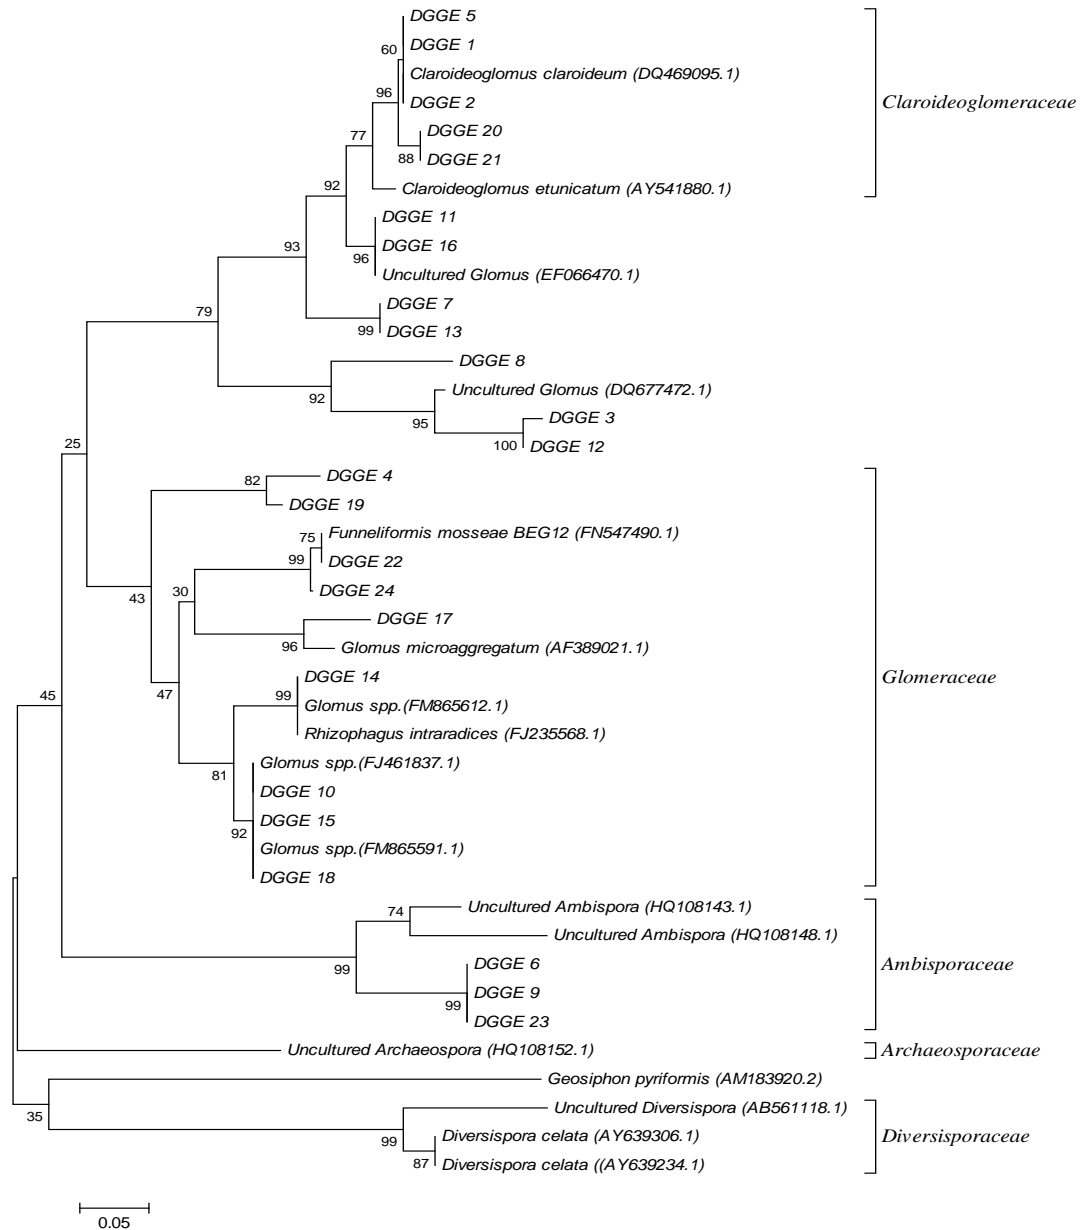 DGGE 5
DGGE 1
60
Claroideoglomus claroideum (DQ469095.1)
96
DGGE 2
Claroideoglomeraceae
DGGE 20
77
88
DGGE 21
92
Claroideoglomus etunicatum (AY541880.1)
DGGE 11
93
DGGE 16
96
Uncultured Glomus (EF066470.1)
79
DGGE 7
99
DGGE 13
DGGE 8
92
Uncultured Glomus (DQ677472.1)
95
DGGE 3
25
100
DGGE 12
82
DGGE 4
DGGE 19
75
Funneliformis mosseae BEG12 (FN547490.1)
99
DGGE 22
30
DGGE 24
43
DGGE 17
96
Glomus microaggregatum (AF389021.1)
Glomeraceae
DGGE 14
45
47
99
Glomus spp.(FM865612.1)
Rhizophagus intraradices (FJ235568.1)
81
Glomus spp.(FJ461837.1)
DGGE 10
DGGE 15
92
Glomus spp.(FM865591.1)
DGGE 18
74
Uncultured Ambispora (HQ108143.1)
Uncultured Ambispora (HQ108148.1)
99
DGGE 6
Ambisporaceae
99
DGGE 9
DGGE 23
Uncultured Archaeospora (HQ108152.1)
Archaeosporaceae
Geosiphon pyriformis (AM183920.2)
35
Uncultured Diversispora (AB561118.1)
99
Diversispora celata (AY639306.1)
Diversisporaceae
87
Diversispora celata ((AY639234.1)
0.05